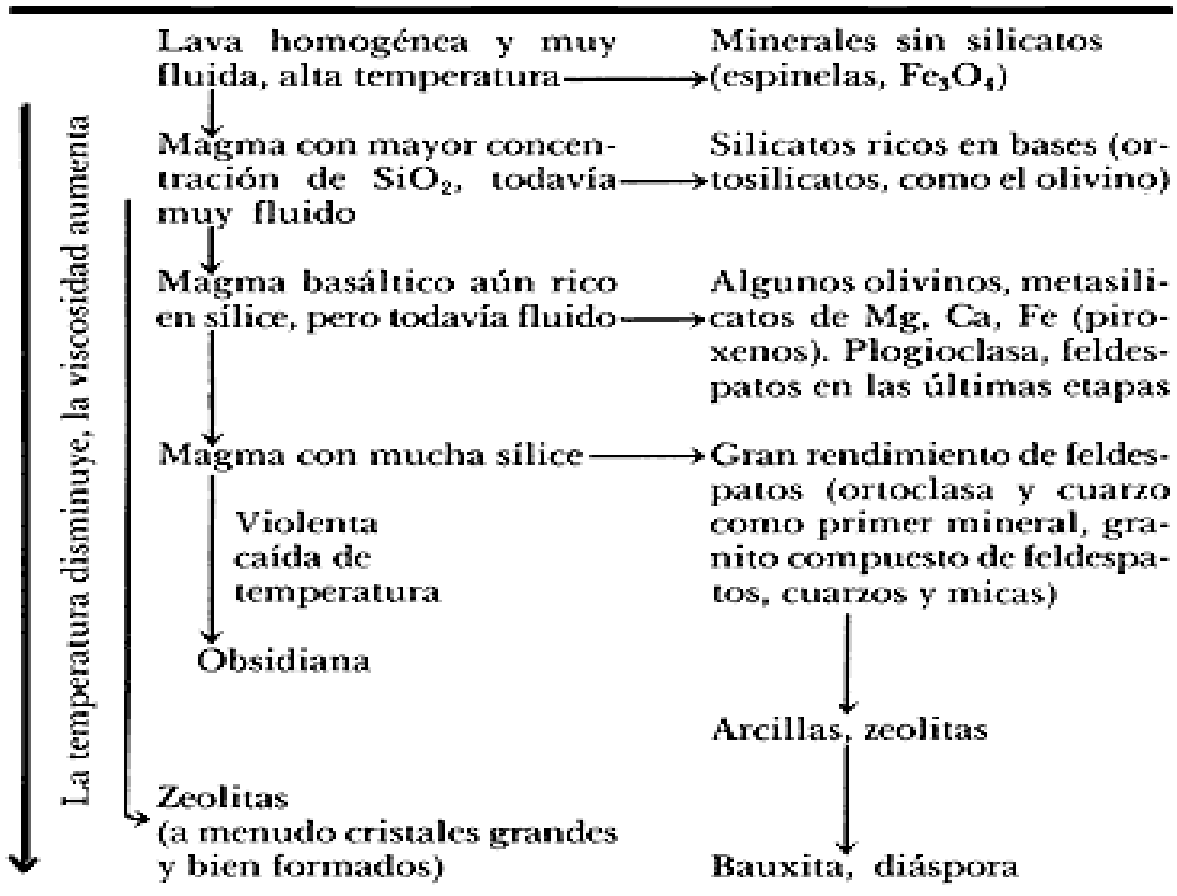 Lava homogénea y muy
fluida, alta temperatura
Minerales sin silicatos
(espinelas, Fe₃O₄)
Magma con mayor concen-
tración de SiO₂, todavía
muy fluido
Silicatos ricos en bases (or-
tosilicatos, como el olivino)
Magma basáltico aún rico
en sílice, pero todavía fluido
Algunos olivinos, metasili-
catos de Mg, Ca, Fe (piro-
xenos). Plogioclasa, feldes-
patos en las últimas etapas
Magma con mucha sílice
Gran rendimiento de feldes-
patos (ortoclasa y cuarzo
como primer mineral, gra-
nito compuesto de feldespa-
tos, cuarzos y micas)
Violenta
caída de
temperatura
Obsidiana
Arcillas, zeolitas
Zeolitas
(a menudo cristales grandes
y bien formados)
Bauxita, diáspora
La temperatura disminuye, la viscosidad aumenta